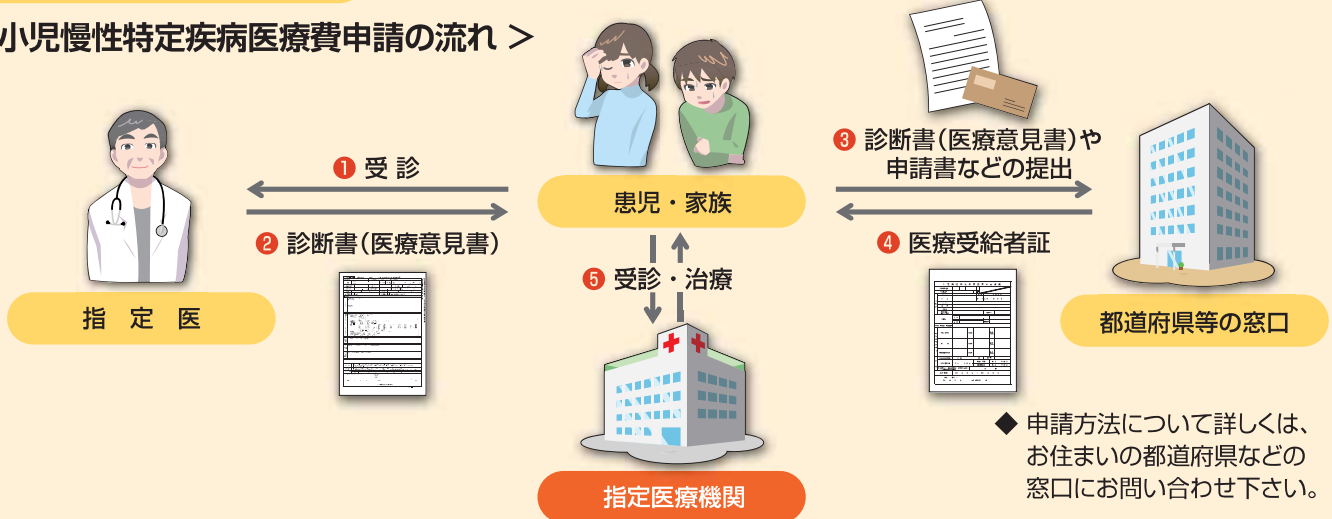 小児慢性特定疾病医療費申請の流れ ＞
❶ 受 診
❷ 診断書（医療意見書）
指 定 医
患児・家族
❸ 診断書（医療意見書）や
申請書などの提出
❹ 医療受給者証
都道府県等の窓口
❺ 受診・治療
指定医療機関
◆ 申請方法について詳しくは、
お住まいの都道府県などの
窓口にお問い合わせ下さい。